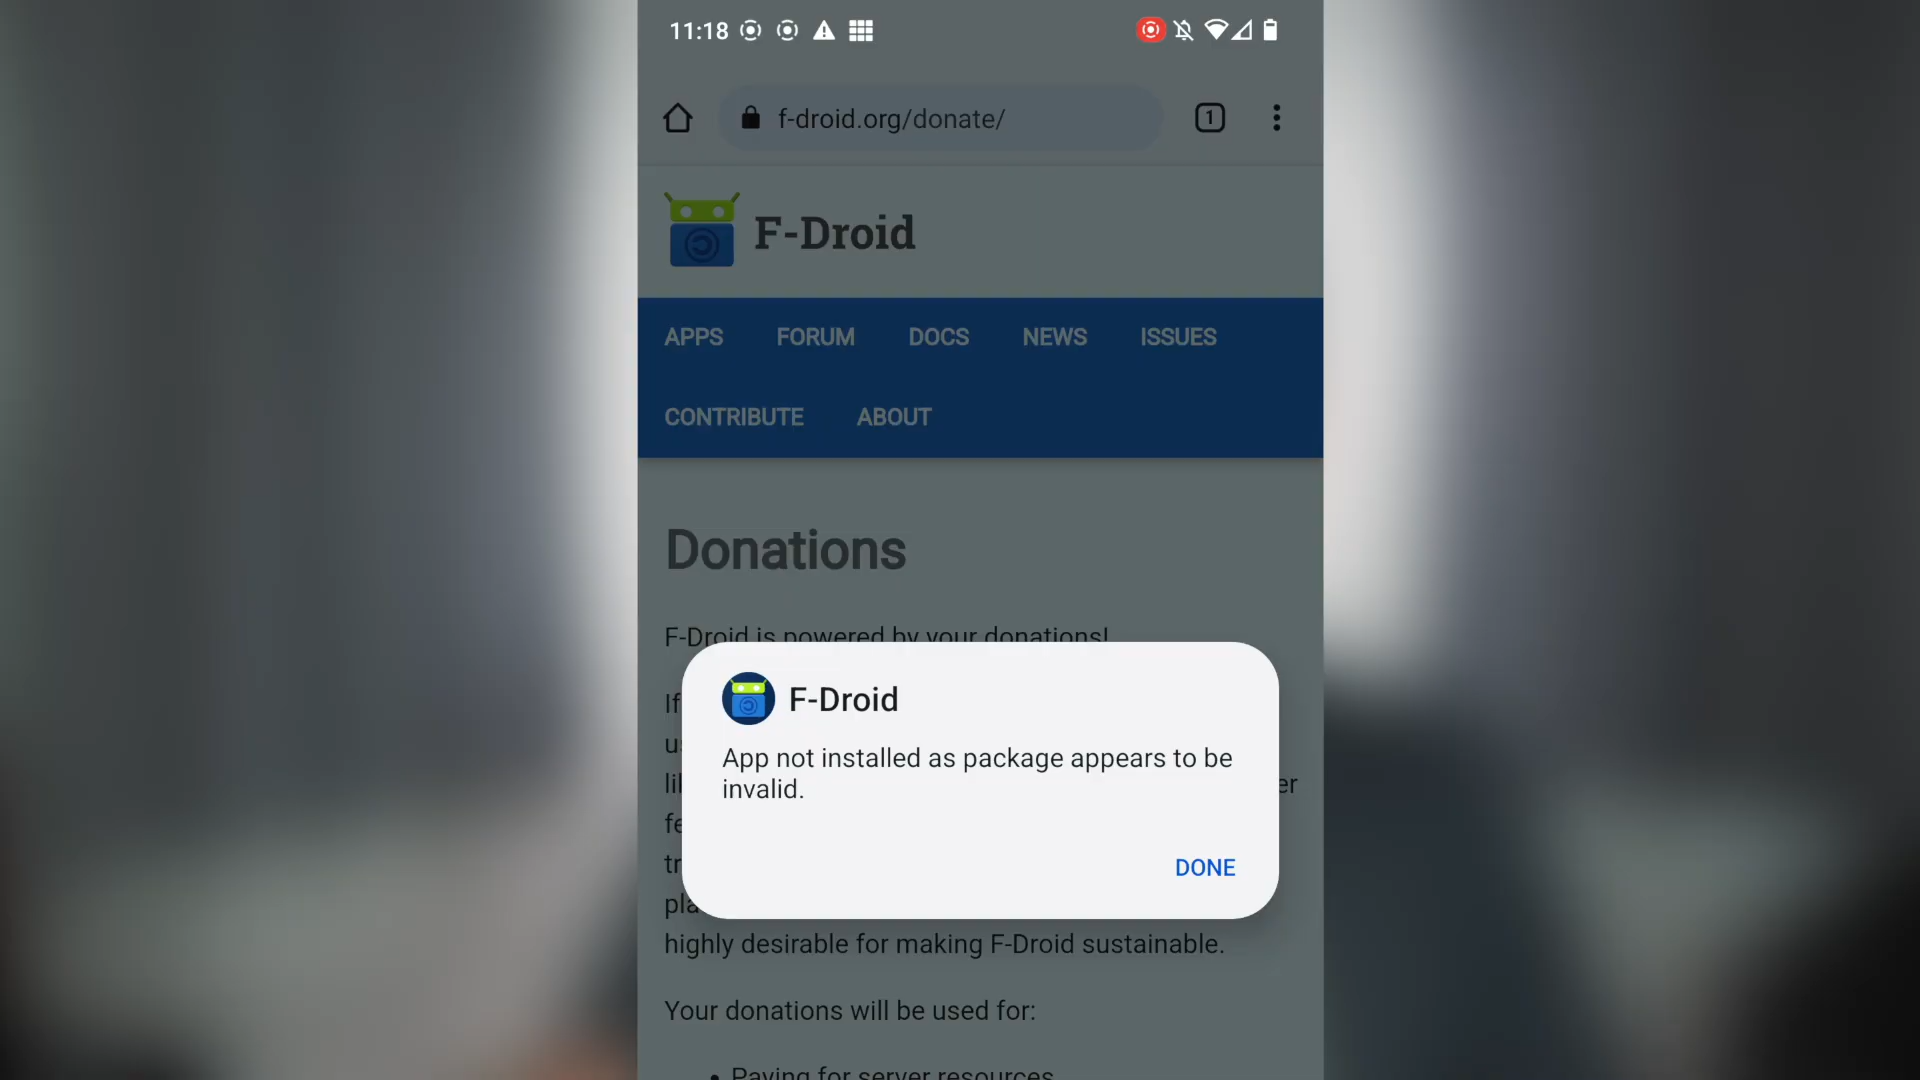 11:18
f-droid.org/donate/
1
F-Droid
APPS FORUM DOCS NEWS ISSUES
CONTRIBUTE ABOUT
Donations
F-Droid is powered by your donations!
If
F-Droid
App not installed as package appears to be
invalid.
er
DONE
highly desirable for making F-Droid sustainable.
Your donations will be used for:
• Paying for server resources